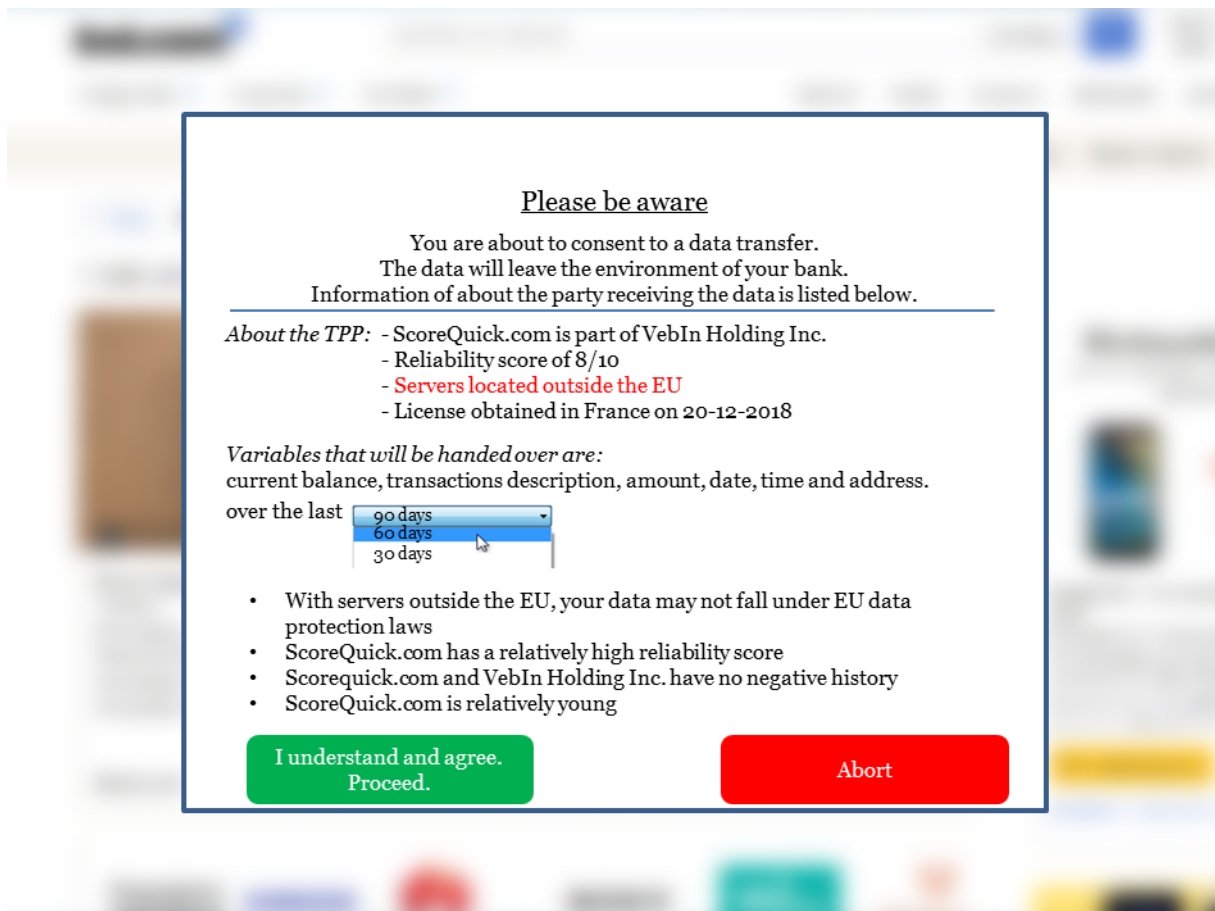 Please be aware
You are about to consent to a data transfer.
The data will leave the environment of your bank.
Information of about the party receiving the data is listed below.
About the TPP: - ScoreQuick.com is part of VebIn Holding Inc.
- Reliability score of 8/10
- Servers located outside the EU
- License obtained in France on 20-12-2018
Variables that will be handed over are:
current balance, transactions description, amount, date, time and address.
over the last 90 days
60 days
30 days
• With servers outside the EU, your data may not fall under EU data
protection laws
• ScoreQuick.com has a relatively high reliability score
• Scorequick.com and VebIn Holding Inc. have no negative history
• ScoreQuick.com is relatively young
I understand and agree.
Proceed.
Abort